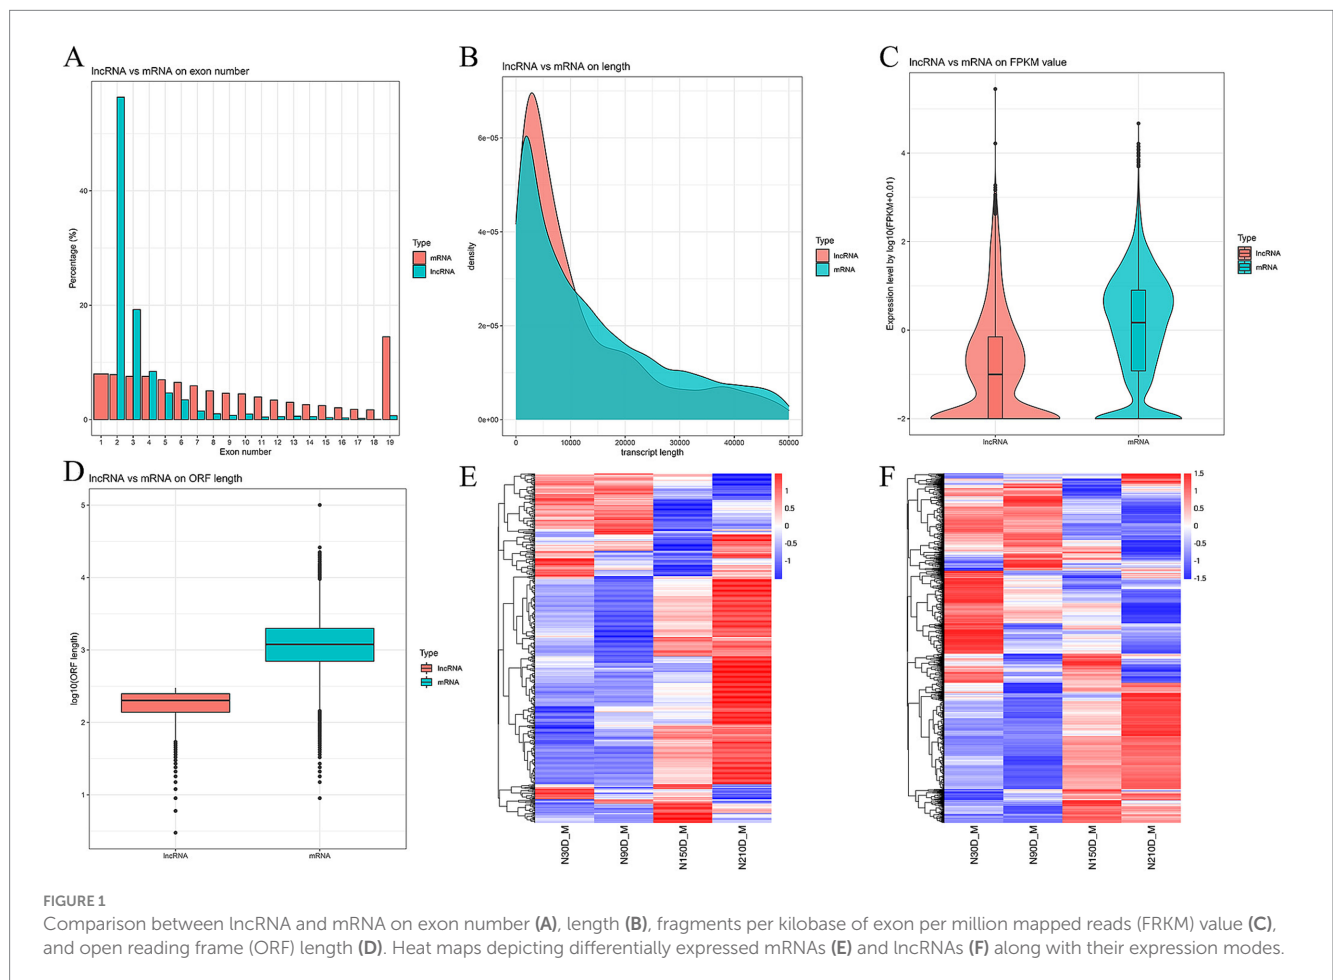 A
lncRNA vs mRNA on exon number
Percentage (%)
40
20
0
1 2 3 4 5 6 7 8 9 10 11 12 13 14 15 16 17 18 19
Exon number
Type
mRNA
lncRNA
B
lncRNA vs mRNA on length
density
6e−05
4e−05
2e−05
0e+00
0 10000 20000 30000 40000 50000
transcript length
Type
lncRNA
mRNA
C
lncRNA vs mRNA on FPKM value
Expression level by log10(FPKM+0.01)
4
2
0
−2
lncRNA mRNA
Type
lncRNA
mRNA
D
lncRNA vs mRNA on ORF length
log10(ORF length)
5
4
3
2
1
lncRNA mRNA
Type
lncRNA
mRNA
E
1
0.5
0
-0.5
-1
N30D_M N90D_M N150D_M N210D_M
F
1.5
1
0.5
0
-0.5
-1
-1.5
N30D_M N90D_M N150D_M N210D_M
FIGURE 1
Comparison between lncRNA and mRNA on exon number (A), length (B), fragments per kilobase of exon per million mapped reads (FRKM) value (C),
and open reading frame (ORF) length (D). Heat maps depicting differentially expressed mRNAs (E) and lncRNAs (F) along with their expression modes.